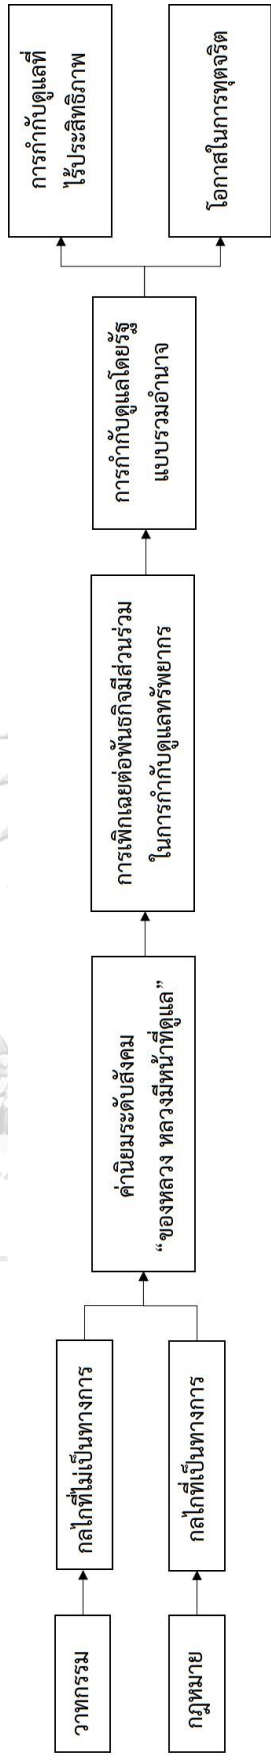 วาทกรรม
กลไกที่ไม่เป็นทางการ
กฎหมาย
กลไกที่เป็นทางการ
ค่านิยมระดับสังคม
“ของหลวง หลวงมีหน้าที่ดูแล”
การเพิกเฉยต่อพันธกิจมีส่วนร่วม
ในการกำกับดูแลทรัพยากร
การกำกับดูแลโดยรัฐ
แบบรวมอำนาจ
การกำกับดูแลที่
ไร้ประสิทธิภาพ
โอกาสในการทุตจริต